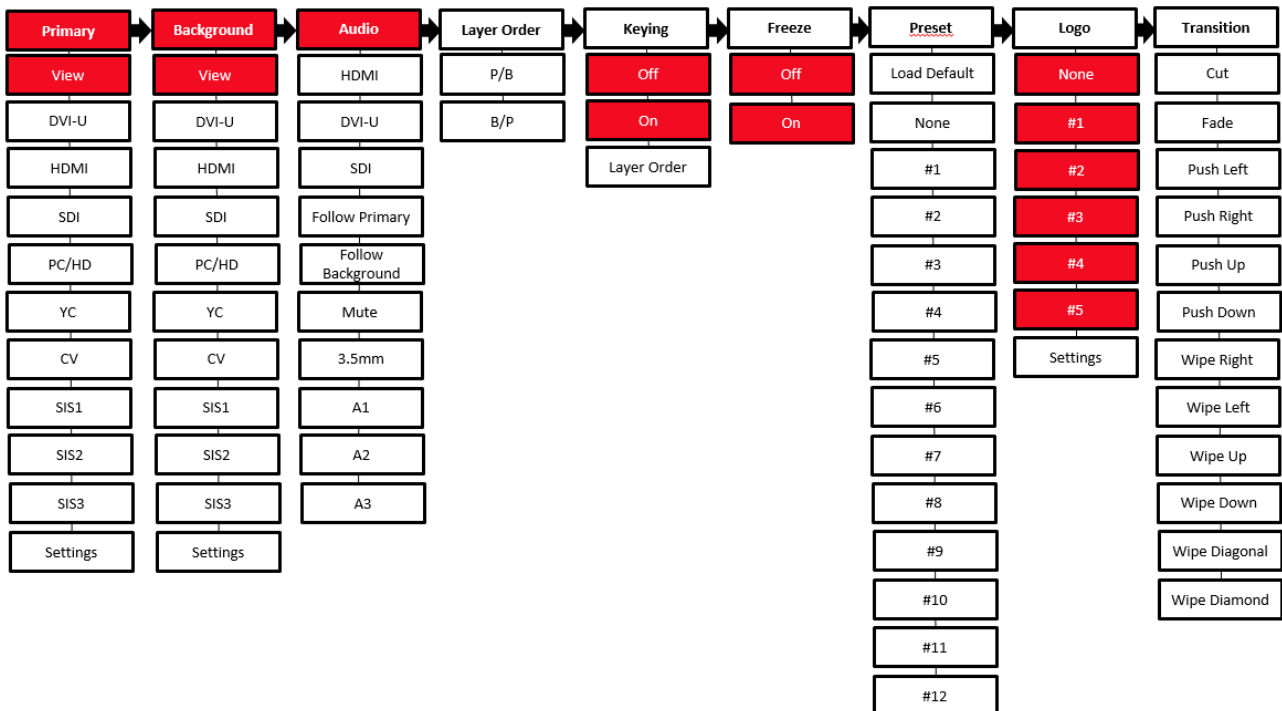 Primary
Background
Audio
Layer Order
Keying
Freeze
Preset
Logo
Transition
View
DVI-U
HDMI
SDI
PC/HD
YC
CV
SIS1
SIS2
SIS3
Settings
View
DVI-U
HDMI
SDI
PC/HD
YC
CV
SIS1
SIS2
SIS3
Settings
HDMI
DVI-U
SDI
Follow Primary
Follow
Background
Mute
3.5mm
A1
A2
A3
P/B
B/P
Off
On
Layer Order
Off
On
Load Default
None
#1
#2
#3
#4
#5
#6
#7
#8
#9
#10
#11
#12
None
#1
#2
#3
#4
#5
Settings
Cut
Fade
Push Left
Push Right
Push Up
Push Down
Wipe Right
Wipe Left
Wipe Up
Wipe Down
Wipe Diagonal
Wipe Diamond